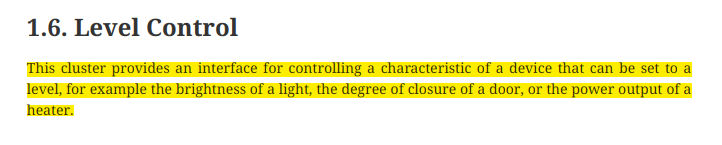 1.6. Level Control
This cluster provides an interface for controlling a characteristic of a device that can be set to a
level, for example the brightness of a light, the degree of closure of a door, or the power output of a
heater.